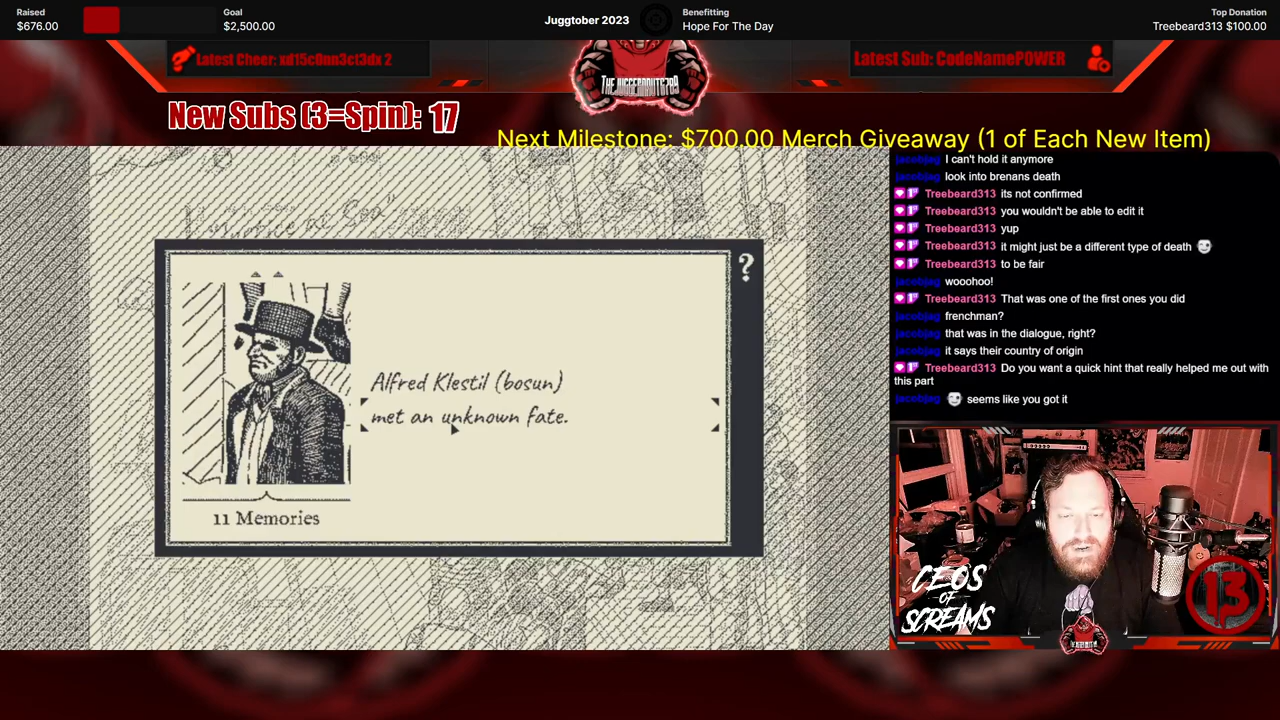 Raised
$676.00
Goal
$2,500.00
Juggtober 2023
Benefitting
Hope For The Day
Top Donation
Treebeard313 $100.00
Latest Cheer: xd15c0nn3ct3dx 2
THEJUGGERNAUT6789
Latest Sub: CodeNamePOWER
New Subs (3=Spin): 17
Next Milestone: $700.00 Merch Giveaway (1 of Each New Item)
jacobjag I can't hold it anymore
jacobjag look into brenans death
Treebeard313 its not confirmed
Treebeard313 you wouldn't be able to edit it
Treebeard313 yup
Treebeard313 it might just be a different type of death
Treebeard313 to be fair
jacobjag wooohoo!
Treebeard313 That was one of the first ones you did
jacobjag frenchman?
jacobjag that was in the dialogue, right?
jacobjag it says their country of origin
Treebeard313 Do you want a quick hint that really helped me out with
this part
jacobjag seems like you got it
?
Alfred Klestil (bosun)
met an unknown fate.
11 Memories
CEOS
OF
SCREAMS
13